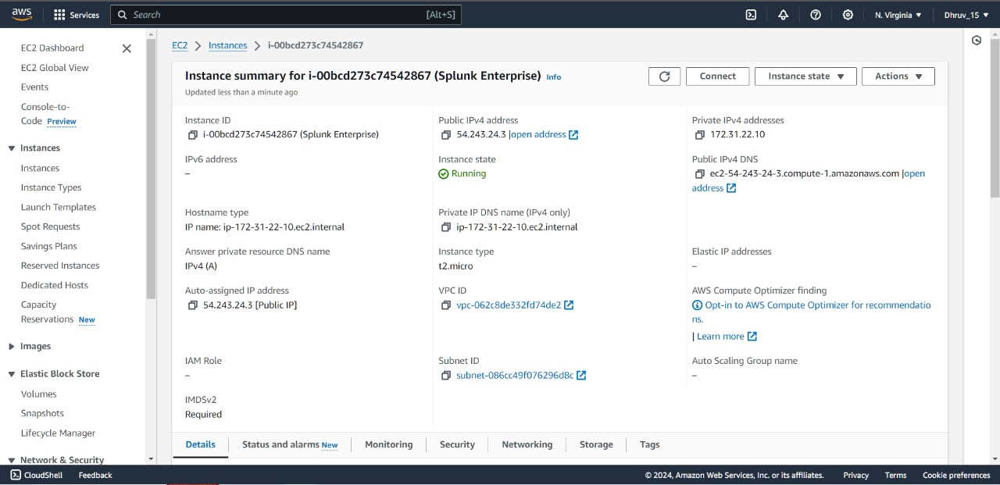 aws
Services
Search
[Alt+S]
N. Virginia
Dhruv_15
EC2 Dashboard
EC2 Global View
Events
Console-to-
Code Preview
Instances
Instances
Instance Types
Launch Templates
Spot Requests
Savings Plans
Reserved Instances
Dedicated Hosts
Capacity
Reservations New
Images
Elastic Block Store
Volumes
Snapshots
Lifecycle Manager
Network & Security
EC2 > Instances > i-00bcd273c74542867
Instance summary for i-00bcd273c74542867 (Splunk Enterprise) Info
Updated less than a minute ago
Connect
Instance state
Actions
Instance ID
i-00bcd273c74542867 (Splunk Enterprise)
Public IPv4 address
54.243.24.3 |open address
Private IPv4 addresses
172.31.22.10
IPv6 address
–
Instance state
Running
Public IPv4 DNS
ec2-54-243-24-3.compute-1.amazonaws.com |open
address
Hostname type
IP name: ip-172-31-22-10.ec2.internal
Private IP DNS name (IPv4 only)
ip-172-31-22-10.ec2.internal
Answer private resource DNS name
IPv4 (A)
Instance type
t2.micro
Elastic IP addresses
–
Auto-assigned IP address
54.243.24.3 [Public IP]
VPC ID
vpc-062c8de332fd74de2
AWS Compute Optimizer finding
Opt-in to AWS Compute Optimizer for recommendatio
ns.
| Learn more
IAM Role
–
Subnet ID
subnet-086cc49f076296d8c
Auto Scaling Group name
–
IMDSv2
Required
Details
Status and alarms New
Monitoring
Security
Networking
Storage
Tags
CloudShell
Feedback
© 2024, Amazon Web Services, Inc. or its affiliates.
Privacy
Terms
Cookie preferences